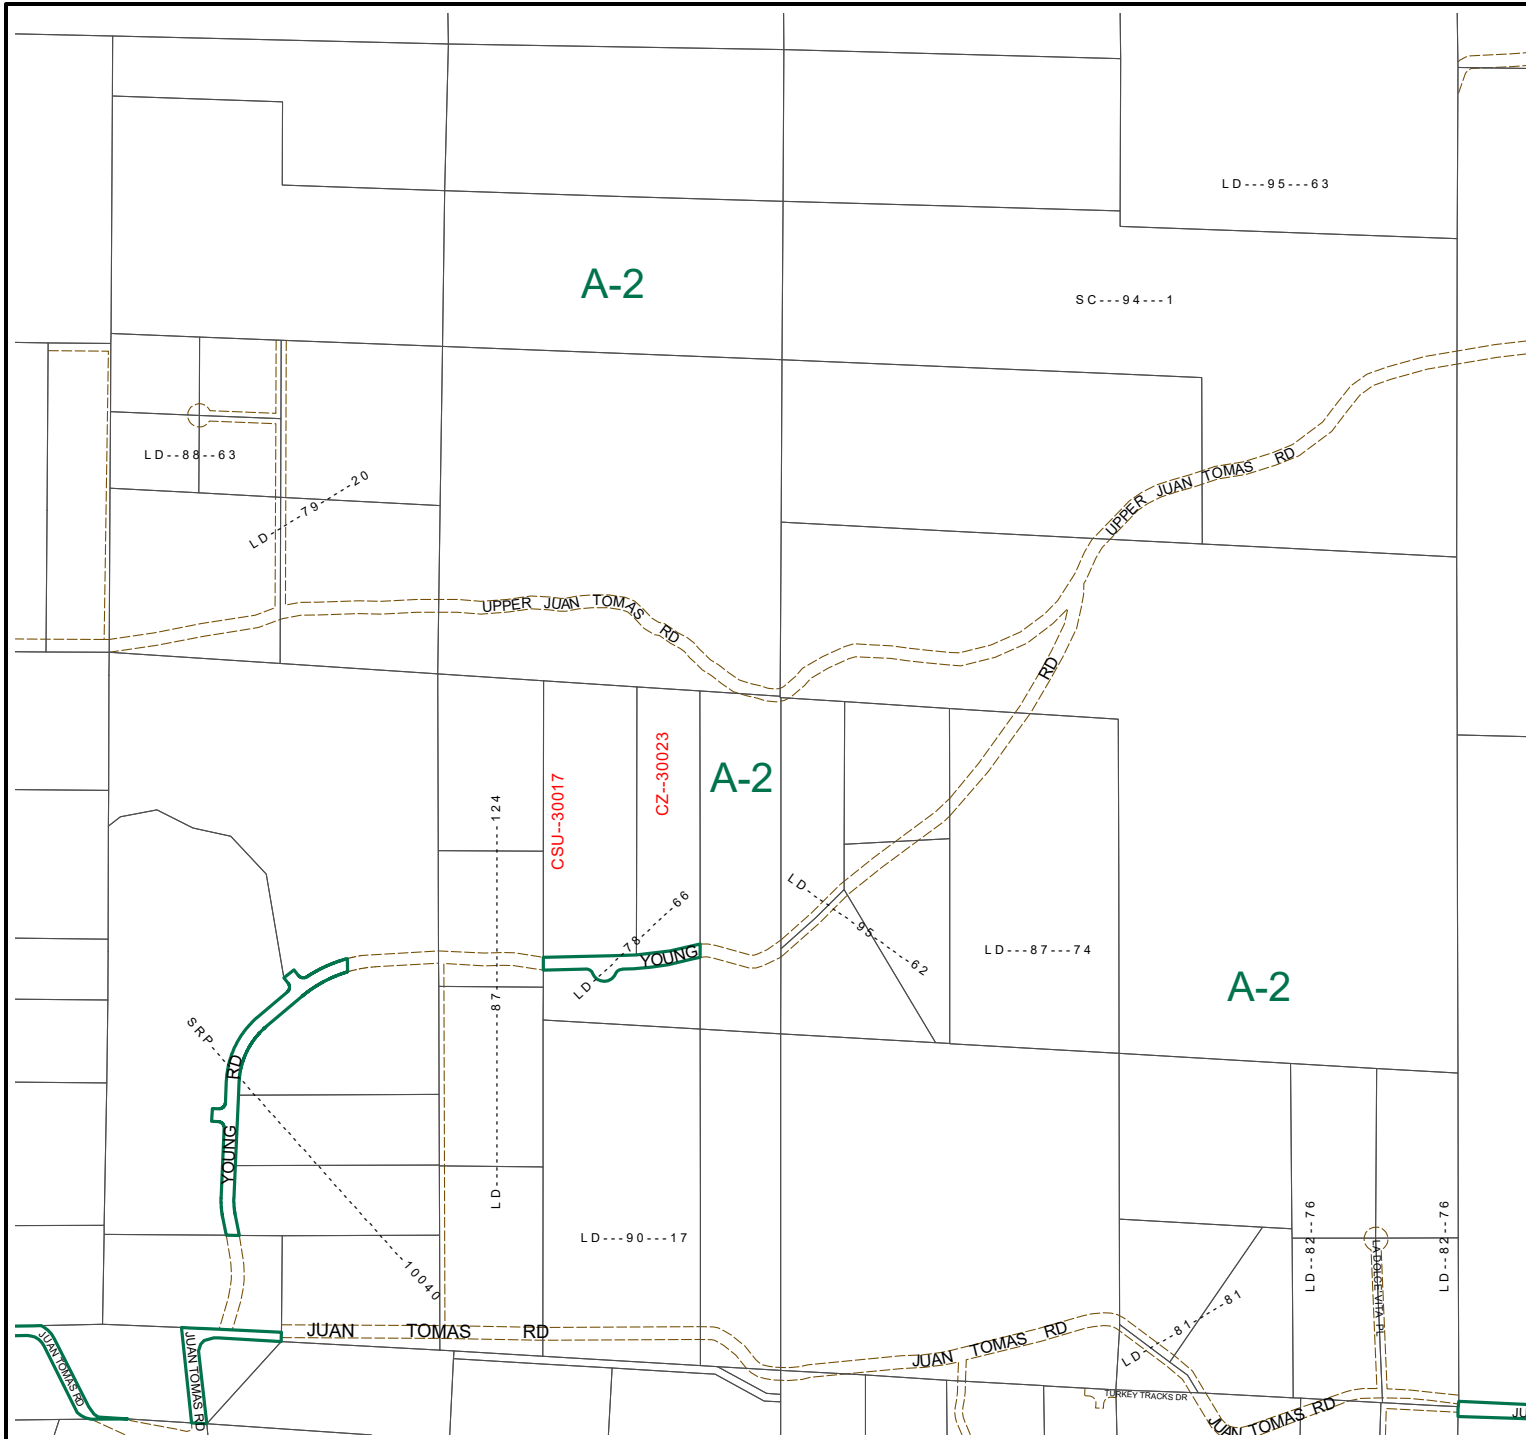 LD---95---63
A-2
SC---94---1
LD--88--63
LD-----79-----20
UPPER JUAN TOMAS RD
UPPER JUAN TOMAS RD
RD
CSU--30017
CZ--30023
A-2
LD-----87-----124
LD-----78-----66
YOUNG
LD-----95-----62
LD---87---74
A-2
SRP-----10040
YOUNG RD
LD---90---17
LD--82--76
LD--82--76
LA DOLCE VITA PL
LD-----81-----81
JUAN TOMAS RD
JUAN TOMAS RD
JUAN TOMAS RD
JUAN TOMAS RD
TURKEY TRACKS DR
JUAN TOMAS RD
JU